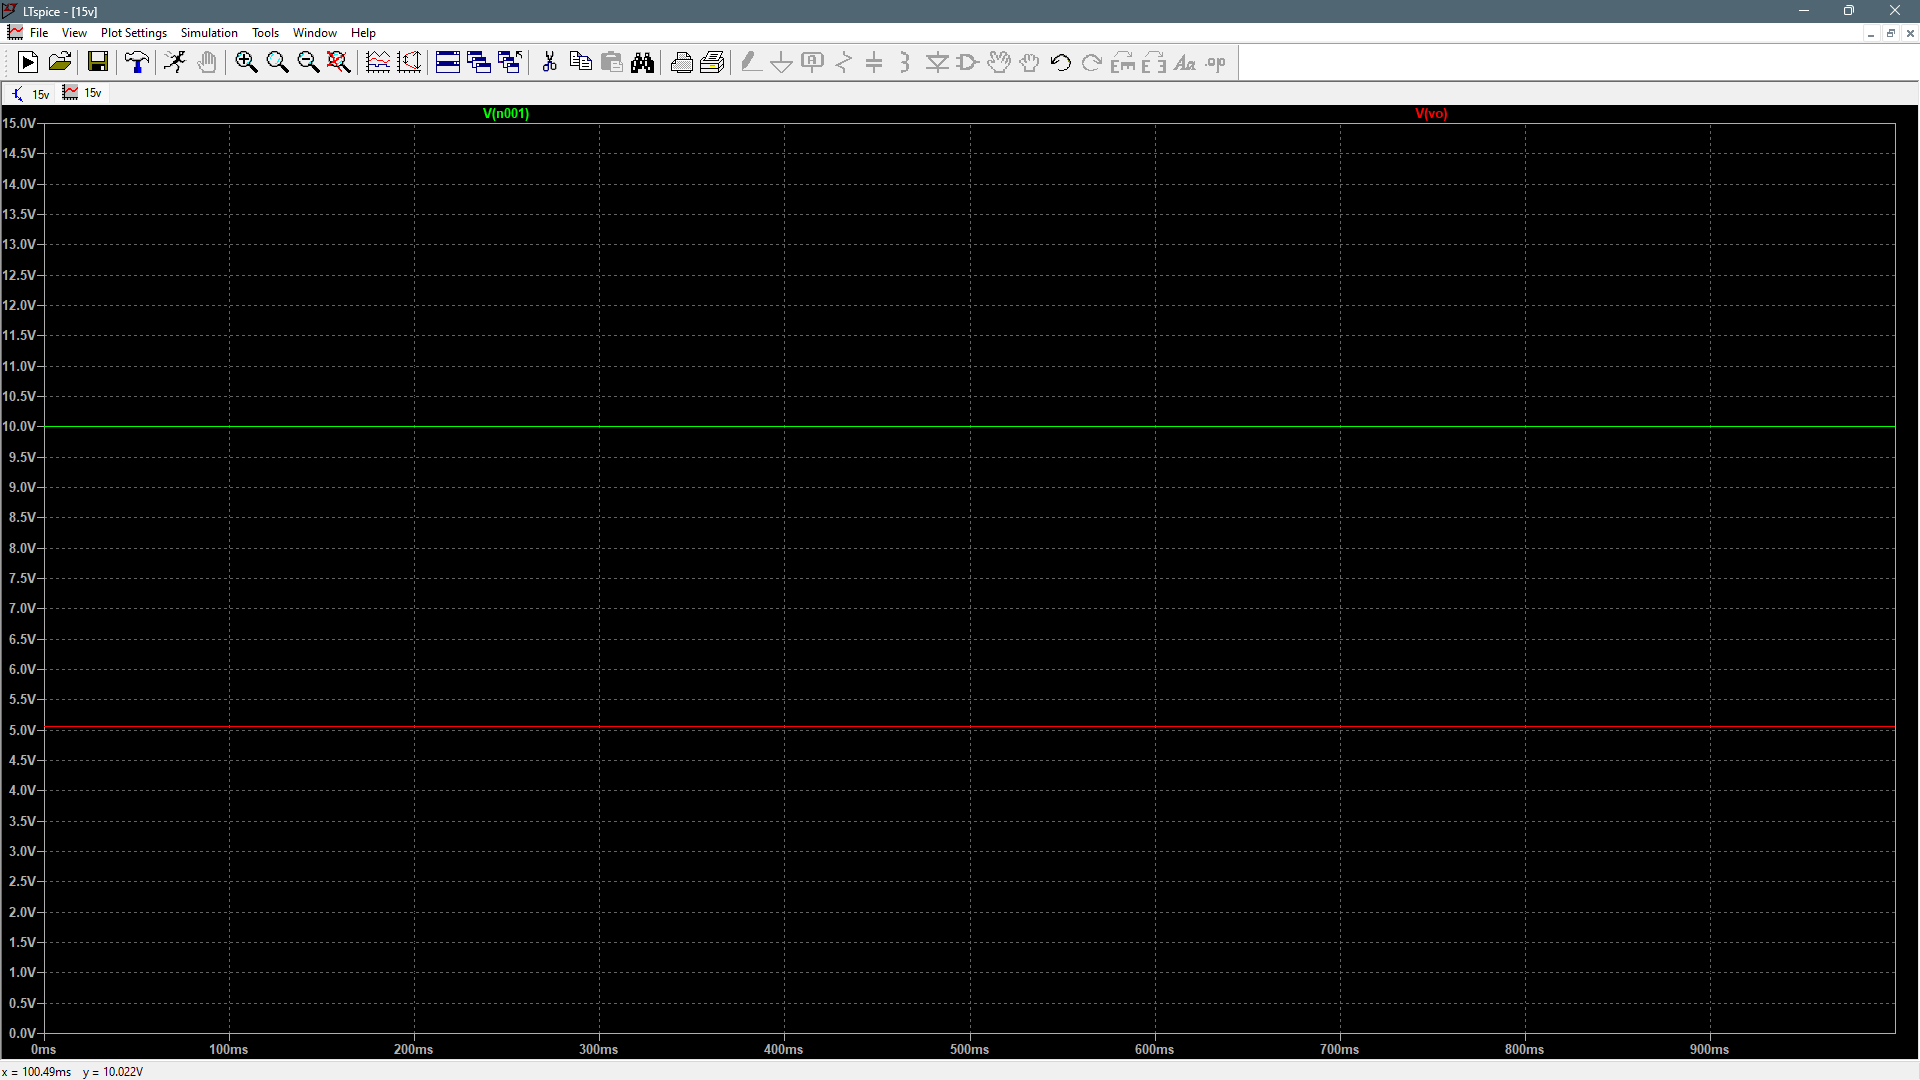 LTspice - [15v]
File View Plot Settings Simulation Tools Window Help
.op
15v 15v
V(n001) V(vo)
15.0V
14.5V
14.0V
13.5V
13.0V
12.5V
12.0V
11.5V
11.0V
10.5V
10.0V
9.5V
9.0V
8.5V
8.0V
7.5V
7.0V
6.5V
6.0V
5.5V
5.0V
4.5V
4.0V
3.5V
3.0V
2.5V
2.0V
1.5V
1.0V
0.5V
0.0V
0ms 100ms 200ms 300ms 400ms 500ms 600ms 700ms 800ms 900ms
x = 100.49ms y = 10.022V